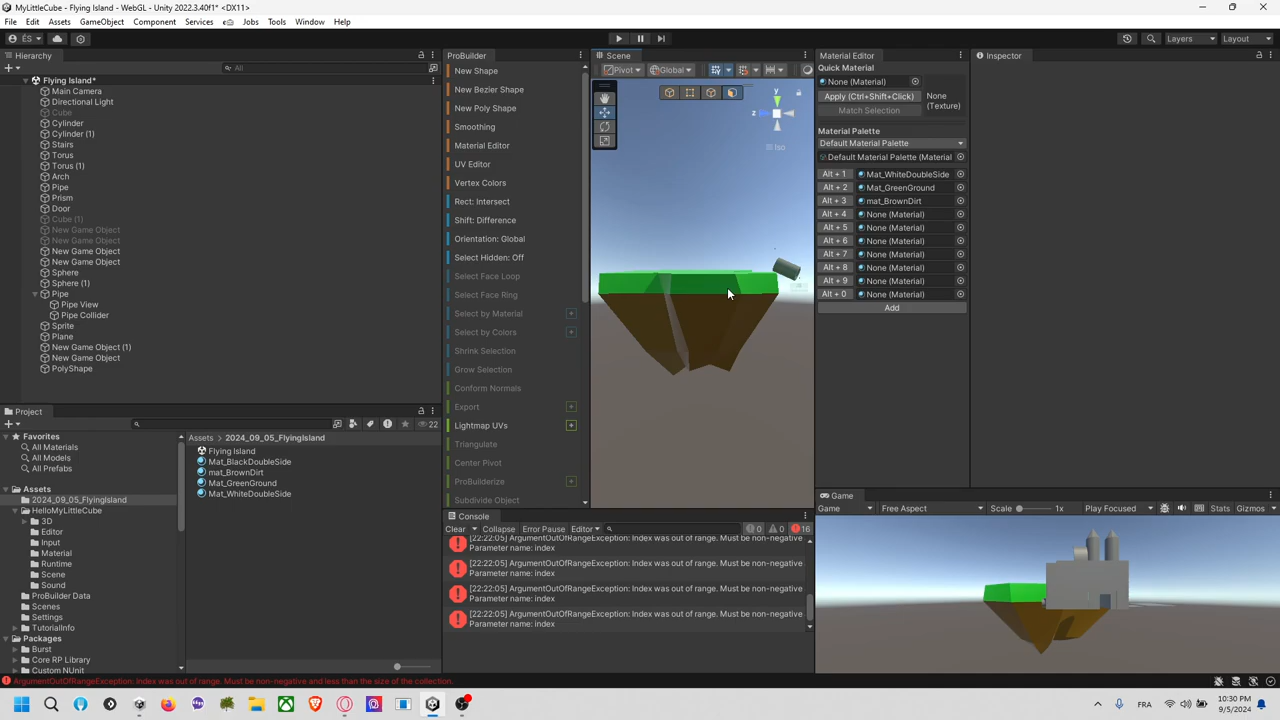 MyLittleCube - Flying Island - WebGL - Unity 2022.3.40f1* <DX11>
File Edit Assets GameObject Component Services Jobs Tools Window Help
ÉS
Layers Layout
Hierarchy
All
Flying Island*
Main Camera
Directional Light
Cube
Cylinder
Cylinder (1)
Stairs
Torus
Torus (1)
Arch
Pipe
Prism
Door
Cube (1)
New Game Object
New Game Object
New Game Object
New Game Object
Sphere
Sphere
Pipe
Pipe View
Pipe Collider
Sprite
Plane
New Game Object (1)
New Game Object
PolyShape
ProBuilder
New Shape
New Bezier Shape
New Poly Shape
Smoothing
Material Editor
UV Editor
Vertex Colors
Rect: Intersect
Shift: Difference
Orientation: Global
Select Hidden: Off
Select Face Loop
Select Face Ring
Select by Material
Select by Colors
Shrink Selection
Grow Selection
Conform Normals
Export
Lightmap UVs
Triangulate
Center Pivot
ProBuilderize
Subdivide Object
Scene
Pivot Global
y
z
Iso
Material Editor
Quick Material
None (Material)
Apply (Ctrl+Shift+Click)
Match Selection
None
(Texture)
Material Palette
Default Material Palette
Default Material Palette (Material
Alt + 1 Mat_WhiteDoubleSide
Alt + 2 Mat_GreenGround
Alt + 3 mat_BrownDirt
Alt + 4 None (Material)
Alt + 5 None (Material)
Alt + 6 None (Material)
Alt + 7 None (Material)
Alt + 8 None (Material)
Alt + 9 None (Material)
Alt + 0 None (Material)
Add
Inspector
Project
22
Favorites
All Materials
All Models
All Prefabs
Assets
2024_09_05_FlyingIsland
HelloMyLittleCube
3D
Editor
Input
Material
Runtime
Scene
Sound
ProBuilder Data
Scenes
Settings
TutorialInfo
Packages
Burst
Core RP Library
Custom NUnit
Assets > 2024_09_05_FlyingIsland
Flying Island
Mat_BlackDoubleSide
mat_BrownDirt
Mat_GreenGround
Mat_WhiteDoubleSide
Console
Clear Collapse Error Pause Editor 0 0 16
[22:22:05] ArgumentOutOfRangeException: Index was out of range. Must be non-negative
Parameter name: index
[22:22:05] ArgumentOutOfRangeException: Index was out of range. Must be non-negative
Parameter name: index
[22:22:05] ArgumentOutOfRangeException: Index was out of range. Must be non-negative
Parameter name: index
[22:22:05] ArgumentOutOfRangeException: Index was out of range. Must be non-negative
Parameter name: index
Game
Game Free Aspect Scale 1x Play Focused Stats Gizmos
ArgumentOutOfRangeException: Index was out of range. Must be non-negative and less than the size of the collection.
FRA
10:30 PM
9/5/2024